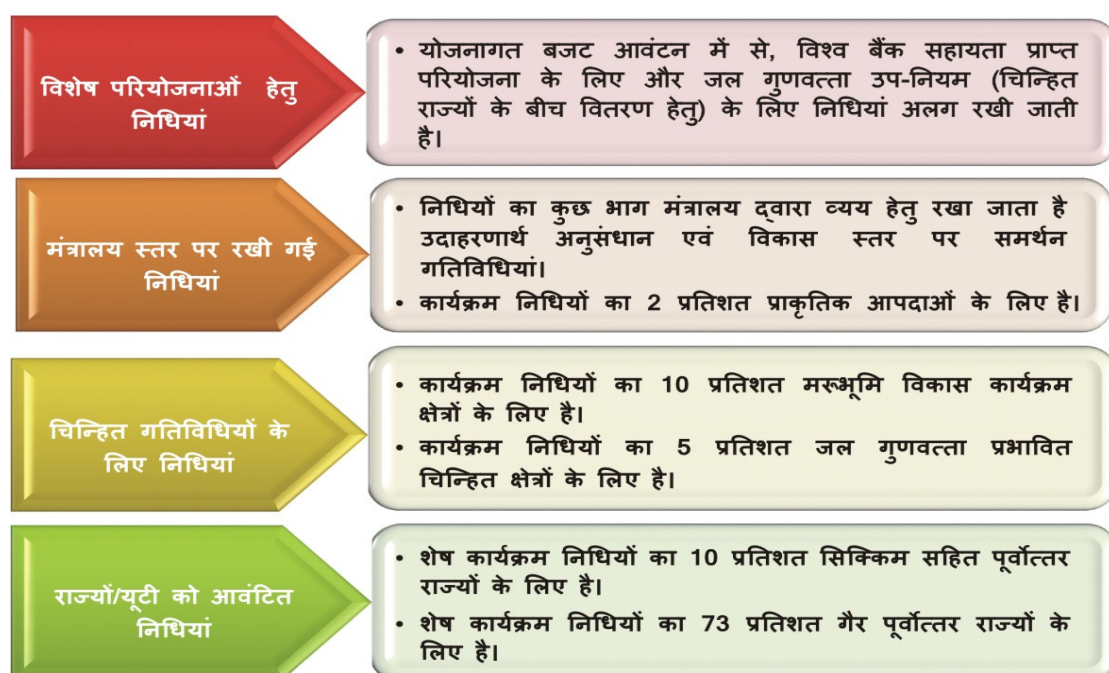 विशेष परियोजनाओं हेतु
निधियां
• योजनागत बजट आवंटन में से, विश्व बैंक सहायता प्राप्त
परियोजना के लिए और जल गुणवत्ता उप-नियम (चिन्हित
राज्यों के बीच वितरण हेतु) के लिए निधियां अलग रखी जाती
है।
मंत्रालय स्तर पर रखी गई
निधियां
• निधियों का कुछ भाग मंत्रालय द्वारा व्यय हेतु रखा जाता है
उदाहरणार्थ अनुसंधान एवं विकास स्तर पर समर्थन
गतिविधियां।
• कार्यक्रम निधियों का 2 प्रतिशत प्राकृतिक आपदाओं के लिए है।
चिन्हित गतिविधियों के
लिए निधियां
• कार्यक्रम निधियों का 10 प्रतिशत मरूभूमि विकास कार्यक्रम
क्षेत्रों के लिए है।
• कार्यक्रम निधियों का 5 प्रतिशत जल गुणवत्ता प्रभावित
चिन्हित क्षेत्रों के लिए है।
राज्यों/यूटी को आवंटित
निधियां
• शेष कार्यक्रम निधियों का 10 प्रतिशत सिक्किम सहित पूर्वोत्तर
राज्यों के लिए है।
• शेष कार्यक्रम निधियों का 73 प्रतिशत गैर पूर्वोत्तर राज्यों के
लिए है।